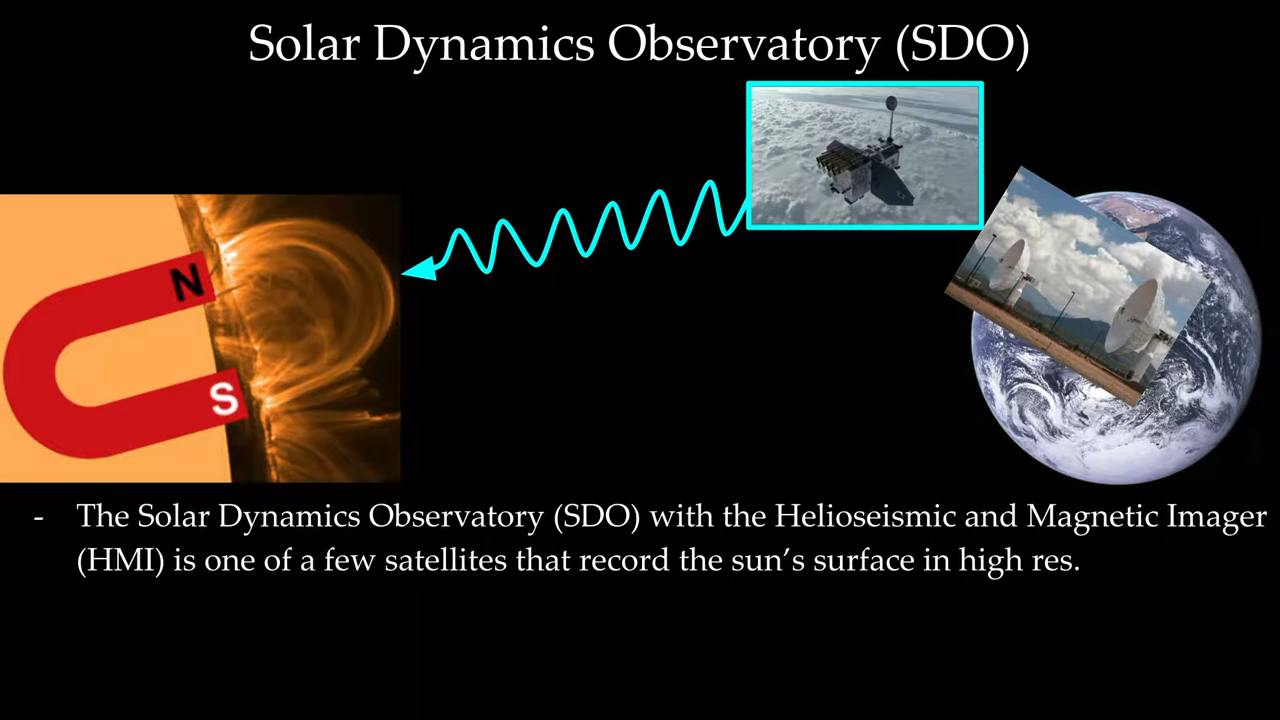 Solar Dynamics Observatory (SDO)
N
S
- The Solar Dynamics Observatory (SDO) with the Helioseismic and Magnetic Imager
(HMI) is one of a few satellites that record the sun’s surface in high res.